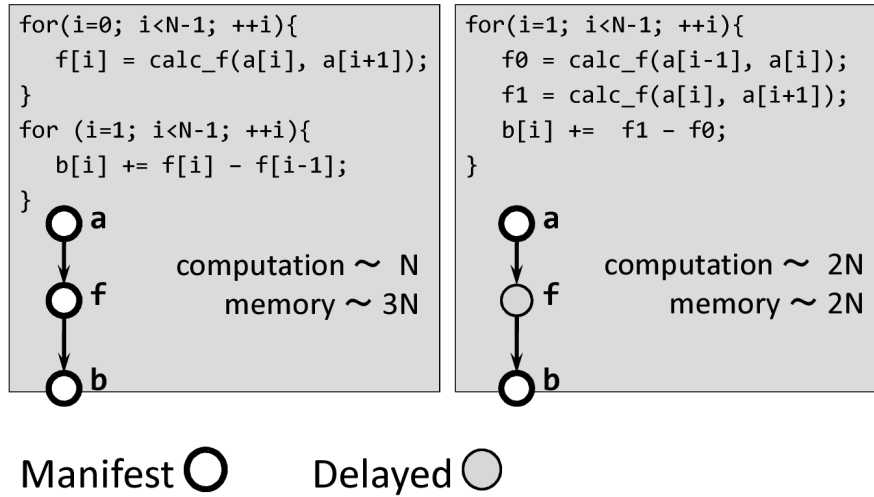 for(i=0; i<N-1; ++i){
f[i] = calc_f(a[i], a[i+1]);
}
for (i=1; i<N-1; ++i){
b[i] += f[i] – f[i-1];
}
a
computation ~ N
f
memory ~ 3N
b
for(i=1; i<N-1; ++i){
f0 = calc_f(a[i-1], a[i]);
f1 = calc_f(a[i], a[i+1]);
b[i] += f1 – f0;
}
a
computation ~ 2N
f
memory ~ 2N
b
Manifest
Delayed